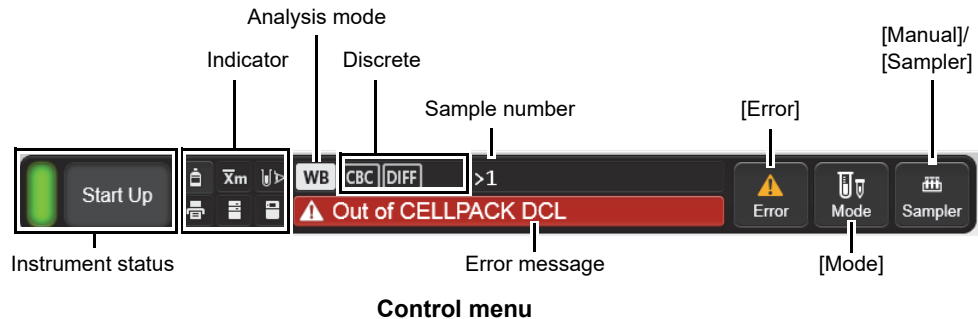 Analysis mode
[Manual]/
[Sampler]
Indicator
Discrete
Sample number
[Error]
Start Up
Xm
WB
CBC
DIFF
>1
Out of CELLPACK DCL
Error
Mode
Sampler
Instrument status
Error message
[Mode]
Control menu